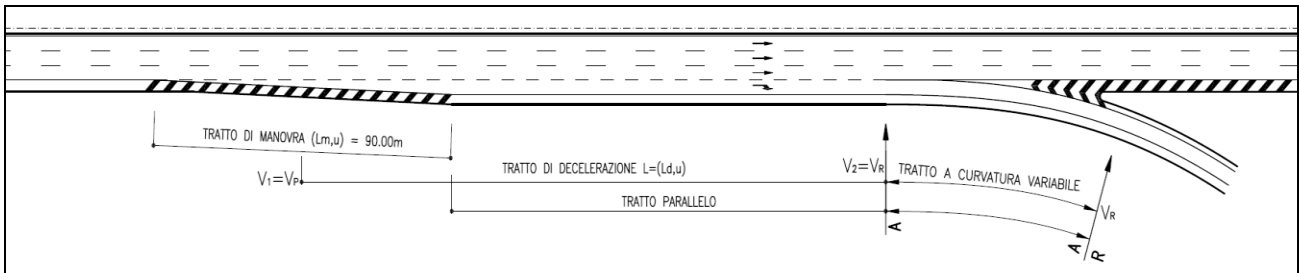 TRATTO DI MANOVRA (Lm,u) = 90.00m
V1=VP
TRATTO DI DECELERAZIONE L=(Ld,u)
V2=VR
TRATTO A CURVATURA VARIABILE
TRATTO PARALLELO
VR
A
A
R